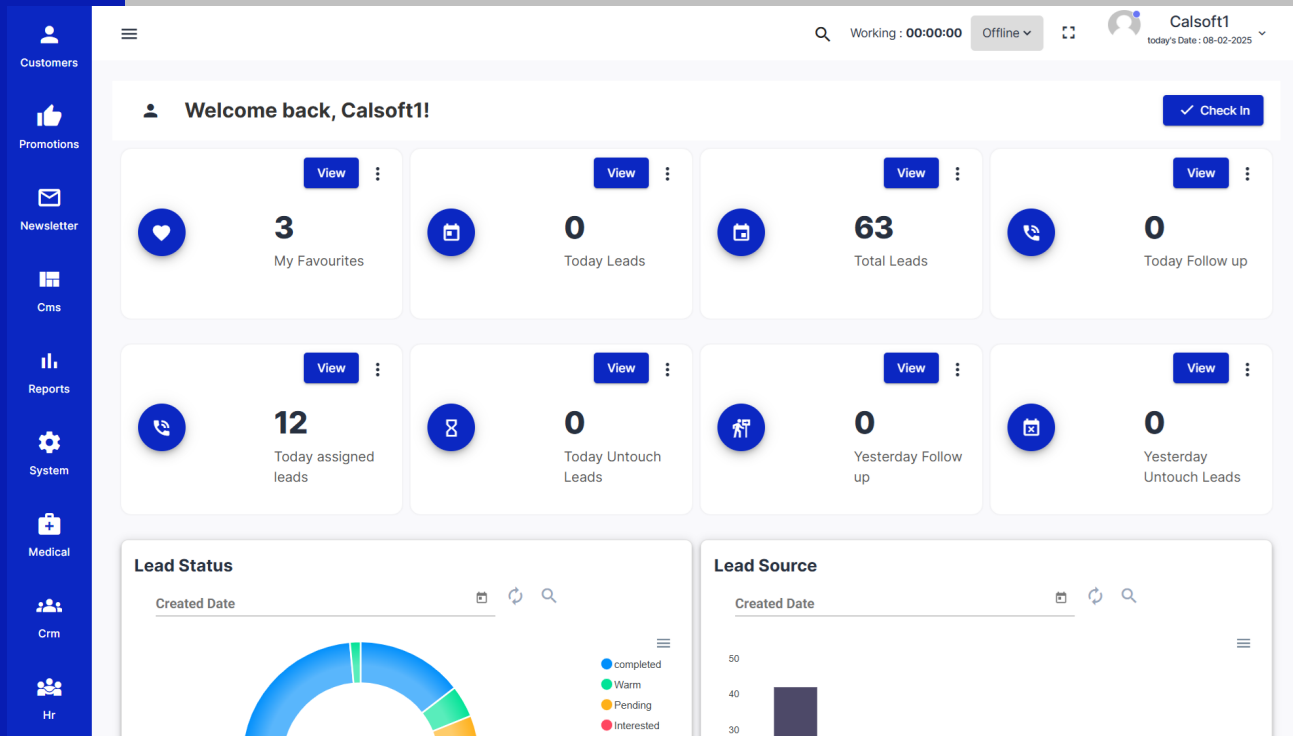 Customers
Promotions
Newsletter
Cms
Reports
System
Medical
Crm
Hr
Working : 00:00:00
Offline
Calsoft1
today's Date : 08-02-2025
Welcome back, Calsoft1!
Check In
View
3
My Favourites
View
0
Today Leads
View
63
Total Leads
View
0
Today Follow up
View
12
Today assigned
leads
View
0
Today Untouch
Leads
View
0
Yesterday Follow
up
View
0
Yesterday
Untouch Leads
Lead Status
Created Date
completed
Warm
Pending
Interested
Lead Source
Created Date
50
40
30